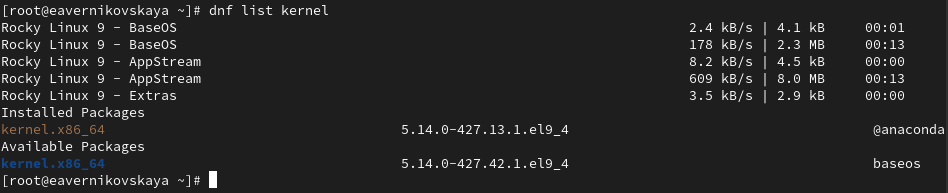 [root@eavernikovskaya ~]# dnf list kernel
Rocky Linux 9 - BaseOS 2.4 kB/s | 4.1 kB 00:01
Rocky Linux 9 - BaseOS 178 kB/s | 2.3 MB 00:13
Rocky Linux 9 - AppStream 8.2 kB/s | 4.5 kB 00:00
Rocky Linux 9 - AppStream 609 kB/s | 8.0 MB 00:13
Rocky Linux 9 - Extras 3.5 kB/s | 2.9 kB 00:00
Installed Packages
kernel.x86_64 5.14.0-427.13.1.el9_4 @anaconda
Available Packages
kernel.x86_64 5.14.0-427.42.1.el9_4 baseos
[root@eavernikovskaya ~]#